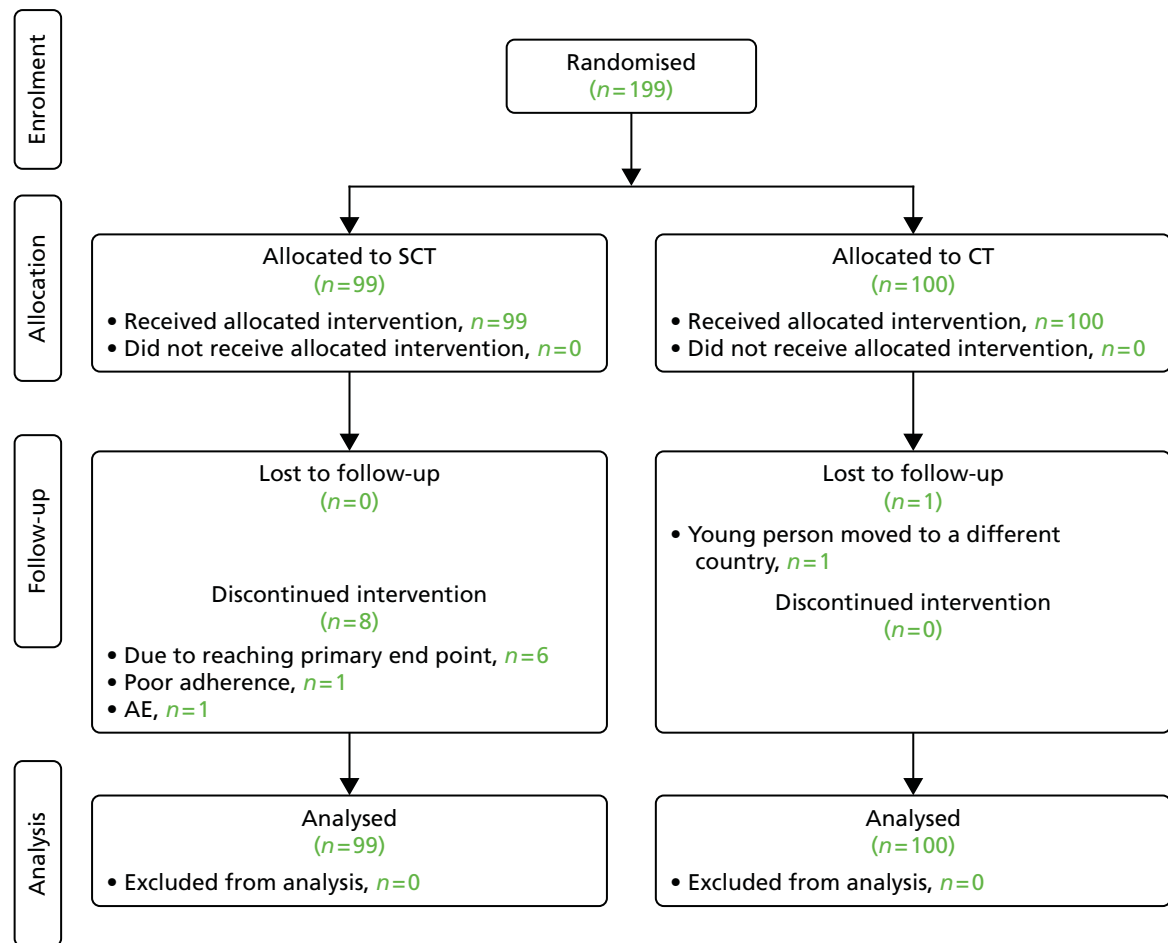 Enrolment
Randomised
(n=199)
Allocation
Allocated to SCT
(n=99)
• Received allocated intervention, n=99
• Did not receive allocated intervention, n=0
Allocated to CT
(n=100)
• Received allocated intervention, n=100
• Did not receive allocated intervention, n=0
Follow-up
Lost to follow-up
(n=0)
Discontinued intervention
(n=8)
• Due to reaching primary end point, n=6
• Poor adherence, n=1
• AE, n=1
Lost to follow-up
(n=1)
• Young person moved to a different
country, n=1
Discontinued intervention
(n=0)
Analysis
Analysed
(n=99)
• Excluded from analysis, n=0
Analysed
(n=100)
• Excluded from analysis, n=0